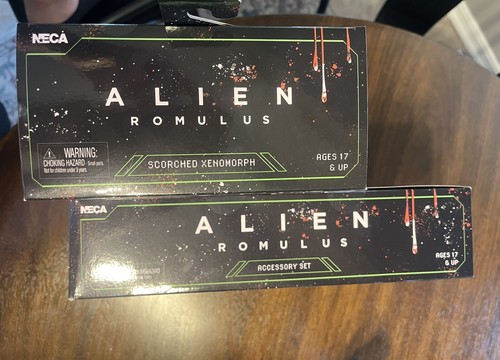 NECA
ALIEN
ROMULUS
WARNING:
CHOKING HAZARD - Small parts.
Not for children under 3 years.
SCORCHED XENOMORPH
AGES 17
& UP
NECA
ALIEN
ROMULUS
ACCESSORY SET
AGES 17
& UP